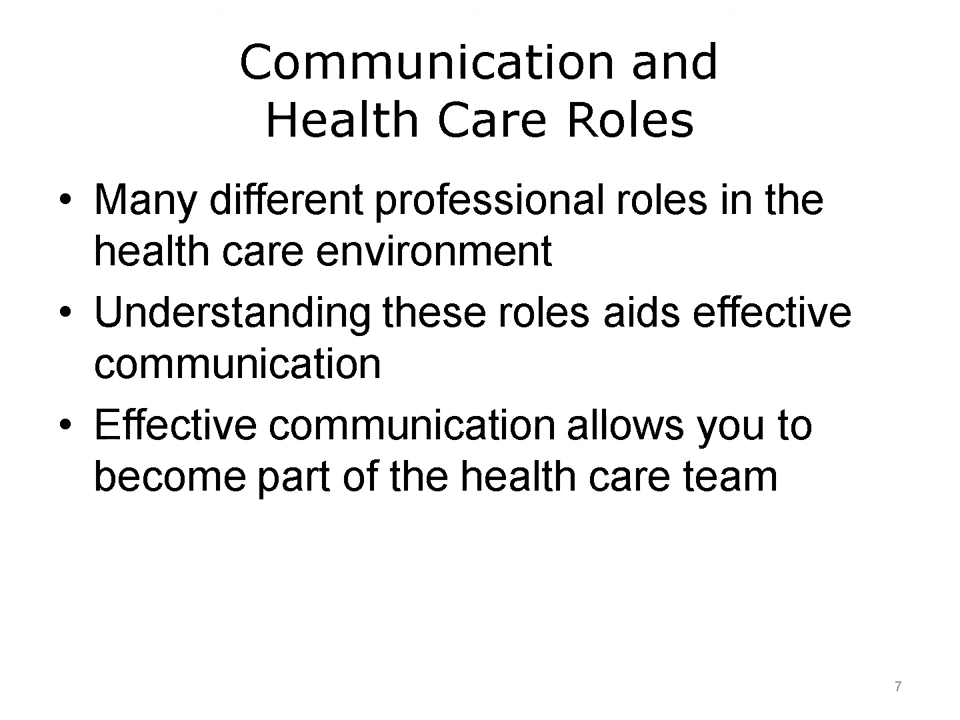 Communication and
Health Care Roles
• Many different professional roles in the
health care environment
• Understanding these roles aids effective
communication
• Effective communication allows you to
become part of the health care team
7